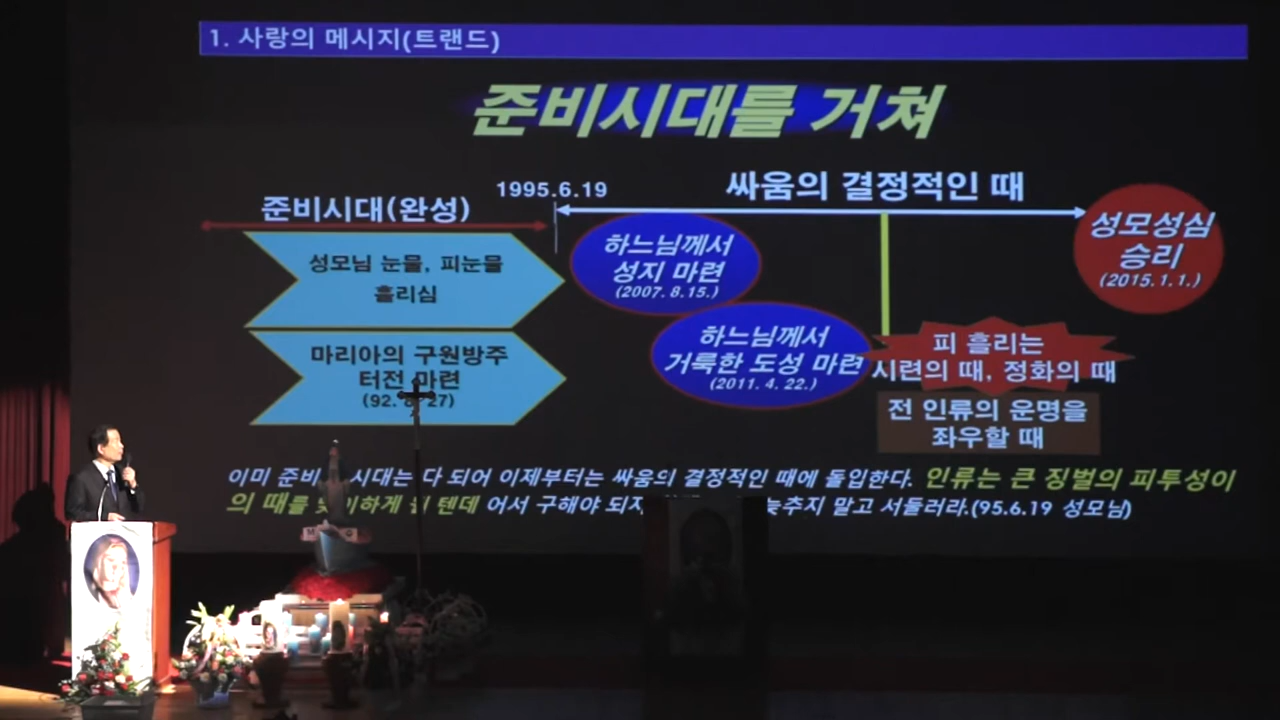 1. 사랑의 메시지(트랜드)
준비시대를 거쳐
1995.6.19
싸움의 결정적인 때
준비시대(완성)
성모성심
승리
(2015.1.1.)
하느님께서
성지 마련
(2007. 8.15.)
성모님 눈물, 피눈물
흘리심
하느님께서
거룩한 도성 마련
(2011. 4. 22.)
피 흘리는
시련의 때, 정화의 때
마리아의 구원방주
터전 마련
(92. 8. 27)
전 인류의 운명을
좌우할 때
이미 준비 시대는 다 되어 이제부터는 싸움의 결정적인 때에 돌입한다. 인류는 큰 징벌의 피투성이
의 때를 텐데 어서 구해야 늦추지 말고 서둘러라.(95.6.19 성모님)